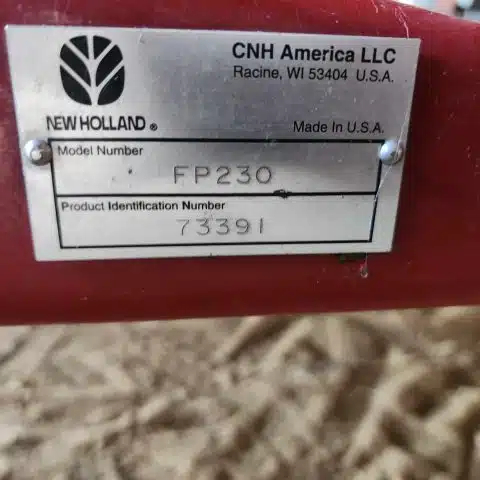 CNH America LLC
Racine, WI 53404 U.S.A.
NEW HOLLAND ®
Made In U.S.A.
Model Number
FP230
Product Identification Number
73391